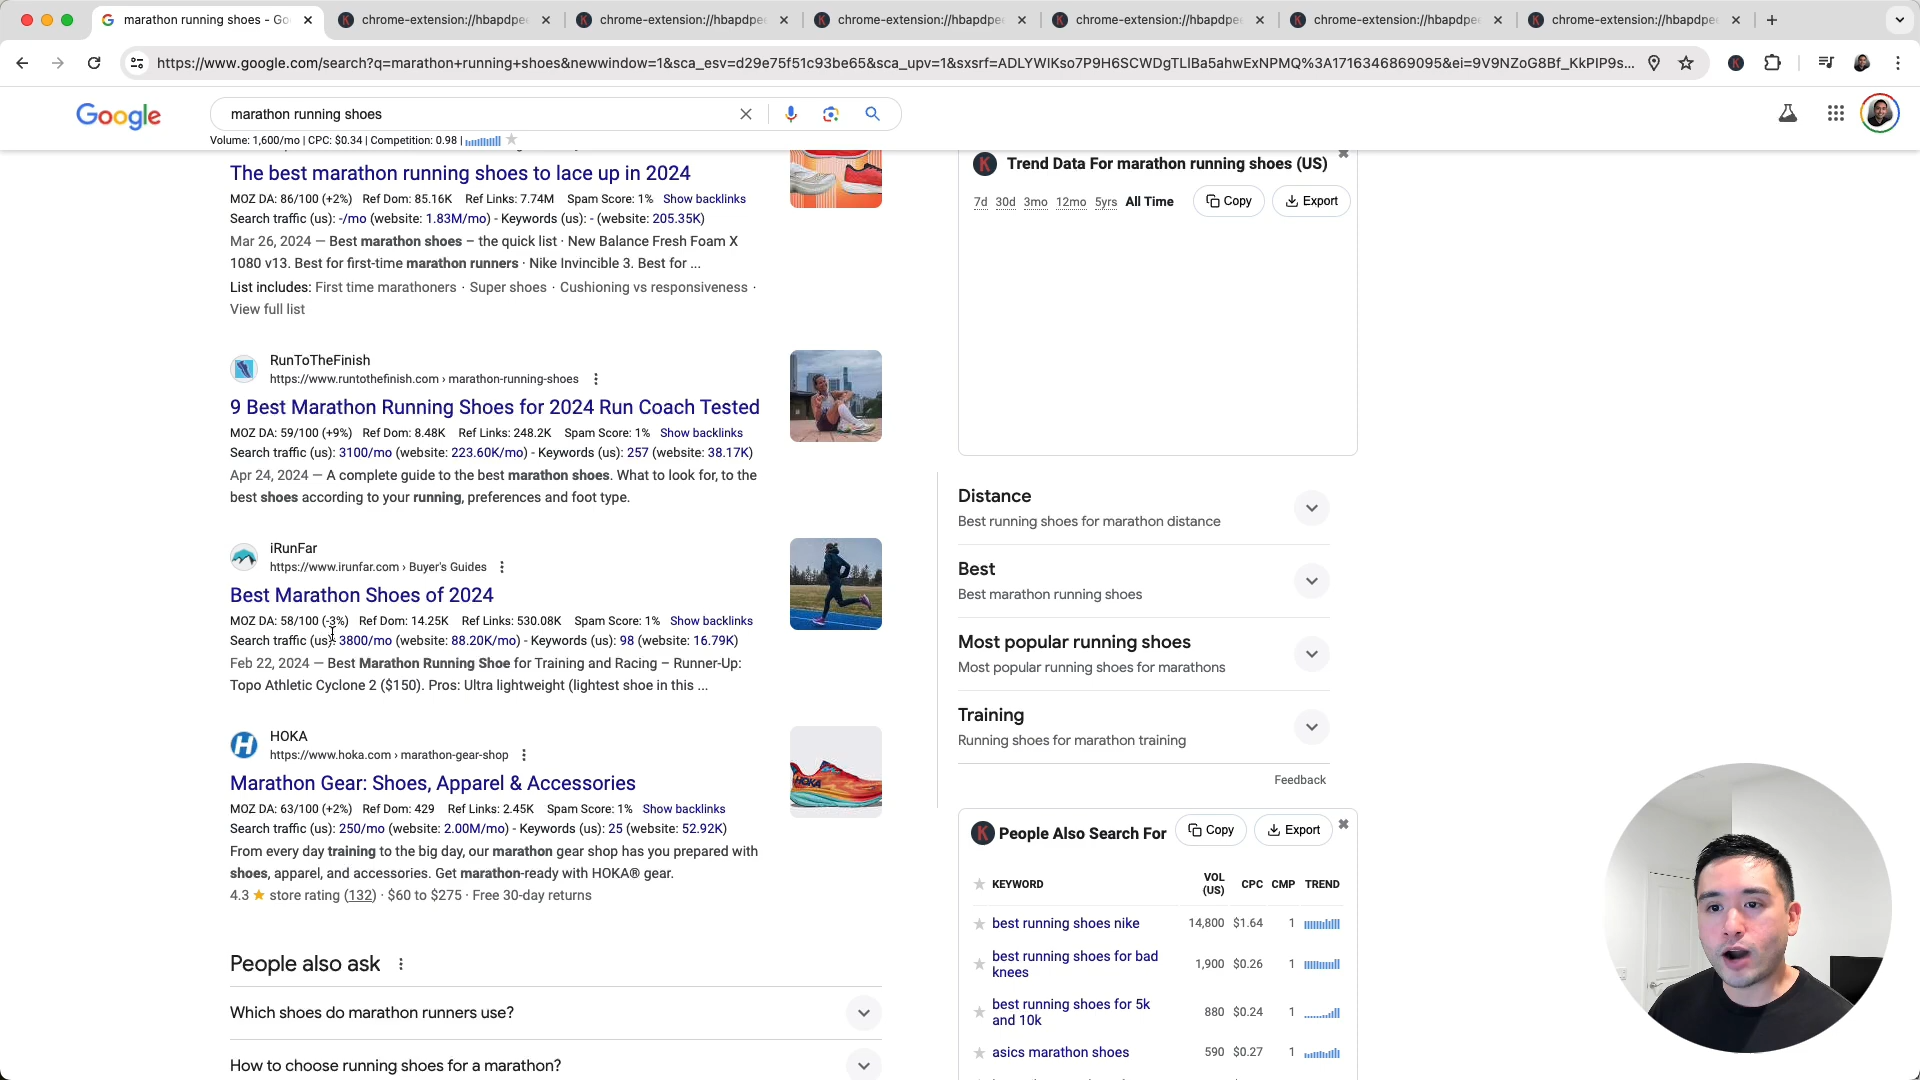 marathon running shoes - Go
chrome-extension://hbapdpee
chrome-extension://hbapdpee
chrome-extension://hbapdpee
chrome-extension://hbapdpee
chrome-extension://hbapdpee
chrome-extension://hbapdpee
https://www.google.com/search?q=marathon+running+shoes&newwindow=1&sca_esv=d29e75f51c93be65&sca_upv=1&sxsrf=ADLYWIKso7P9H6SCWDgTLIBa5ahwExNPMQ%3A1716346869095&ei=9V9NZoG8Bf_KkPIP9s...
Google
marathon running shoes
Volume: 1,600/mo | CPC: $0.34 | Competition: 0.98 |
The best marathon running shoes to lace up in 2024
MOZ DA: 86/100 (+2%) Ref Dom: 85.16K Ref Links: 7.74M Spam Score: 1% Show backlinks
Search traffic (us): -/mo (website: 1.83M/mo) - Keywords (us): - (website: 205.35K)
Mar 26, 2024 — Best marathon shoes – the quick list · New Balance Fresh Foam X
1080 v13. Best for first-time marathon runners · Nike Invincible 3. Best for ...
List includes: First time marathoners · Super shoes · Cushioning vs responsiveness ·
View full list
RunToTheFinish
https://www.runtothefinish.com › marathon-running-shoes
9 Best Marathon Running Shoes for 2024 Run Coach Tested
MOZ DA: 59/100 (+9%) Ref Dom: 8.48K Ref Links: 248.2K Spam Score: 1% Show backlinks
Search traffic (us): 3100/mo (website: 223.60K/mo) - Keywords (us): 257 (website: 38.17K)
Apr 24, 2024 — A complete guide to the best marathon shoes. What to look for, to the
best shoes according to your running, preferences and foot type.
iRunFar
https://www.irunfar.com › Buyer's Guides
Best Marathon Shoes of 2024
MOZ DA: 58/100 (-3%) Ref Dom: 14.25K Ref Links: 530.08K Spam Score: 1% Show backlinks
Search traffic (us): 3800/mo (website: 88.20K/mo) - Keywords (us): 98 (website: 16.79K)
Feb 22, 2024 — Best Marathon Running Shoe for Training and Racing – Runner-Up:
Topo Athletic Cyclone 2 ($150). Pros: Ultra lightweight (lightest shoe in this ...
HOKA
https://www.hoka.com › marathon-gear-shop
Marathon Gear: Shoes, Apparel & Accessories
MOZ DA: 63/100 (+2%) Ref Dom: 429 Ref Links: 2.45K Spam Score: 1% Show backlinks
Search traffic (us): 250/mo (website: 2.00M/mo) - Keywords (us): 25 (website: 52.92K)
From every day training to the big day, our marathon gear shop has you prepared with
shoes, apparel, and accessories. Get marathon-ready with HOKA® gear.
4.3 ★ store rating (132) · $60 to $275 · Free 30-day returns
People also ask
Which shoes do marathon runners use?
How to choose running shoes for a marathon?
Trend Data For marathon running shoes (US)
7d 30d 3mo 12mo 5yrs All Time Copy Export
Distance
Best running shoes for marathon distance
Best
Best marathon running shoes
Most popular running shoes
Most popular running shoes for marathons
Training
Running shoes for marathon training
Feedback
People Also Search For Copy Export
KEYWORD VOL (US) CPC CMP TREND
best running shoes nike 14,800 $1.64 1
best running shoes for bad knees 1,900 $0.26 1
best running shoes for 5k and 10k 880 $0.24 1
asics marathon shoes 590 $0.27 1